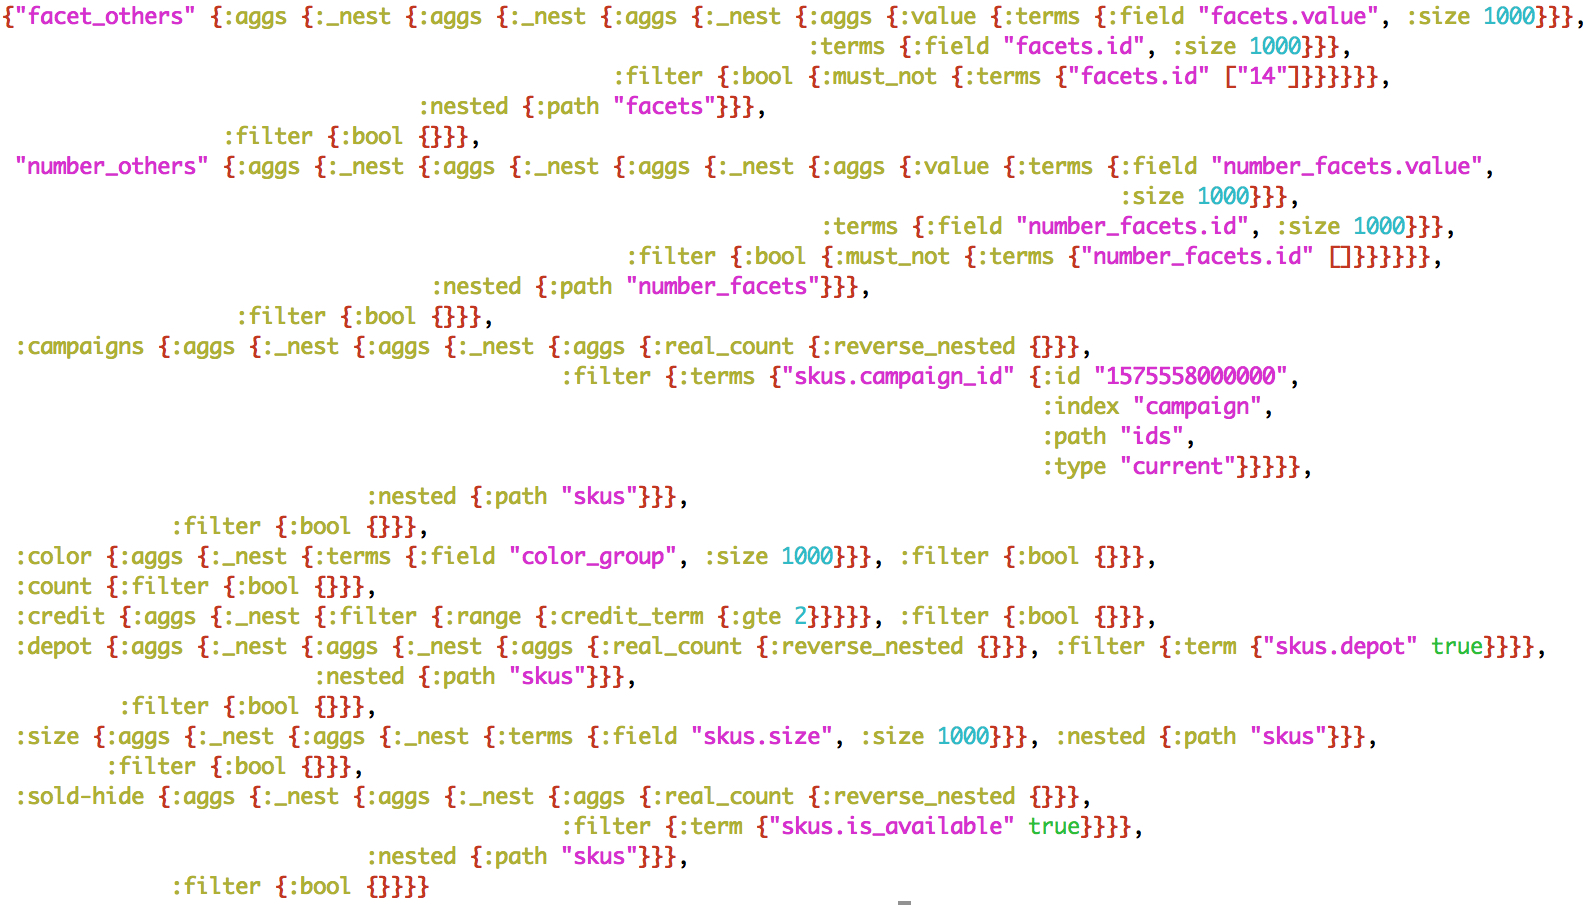 {"facet_others" {:aggs {:_nest {:aggs {:_nest {:aggs {:_nest {:aggs {:value {:terms {:field "facets.value", :size 1000}}},
:terms {:field "facets.id", :size 1000}}},
:filter {:bool {:must_not {:terms {"facets.id" ["14"]}}}}}},
:nested {:path "facets"}}},
:filter {:bool {}}},
"number_others" {:aggs {:_nest {:aggs {:_nest {:aggs {:_nest {:aggs {:value {:terms {:field "number_facets.value",
:size 1000}}},
:terms {:field "number_facets.id", :size 1000}}},
:filter {:bool {:must_not {:terms {"number_facets.id" []}}}}}},
:nested {:path "number_facets"}}},
:filter {:bool {}}},
:campaigns {:aggs {:_nest {:aggs {:_nest {:aggs {:real_count {:reverse_nested {}}},
:filter {:terms {"skus.campaign_id" {:id "1575558000000",
:index "campaign",
:path "ids",
:type "current"}}}}},
:nested {:path "skus"}}},
:filter {:bool {}}},
:color {:aggs {:_nest {:terms {:field "color_group", :size 1000}}}, :filter {:bool {}}},
:count {:filter {:bool {}}},
:credit {:aggs {:_nest {:filter {:range {:credit_term {:gte 2}}}}}, :filter {:bool {}}},
:depot {:aggs {:_nest {:aggs {:_nest {:aggs {:real_count {:reverse_nested {}}}, :filter {:term {"skus.depot" true}}}},
:nested {:path "skus"}}},
:filter {:bool {}}},
:size {:aggs {:_nest {:aggs {:_nest {:terms {:field "skus.size", :size 1000}}}, :nested {:path "skus"}}},
:filter {:bool {}}},
:sold-hide {:aggs {:_nest {:aggs {:_nest {:aggs {:real_count {:reverse_nested {}}},
:filter {:term {"skus.is_available" true}}}},
:nested {:path "skus"}}},
:filter {:bool {}}}}